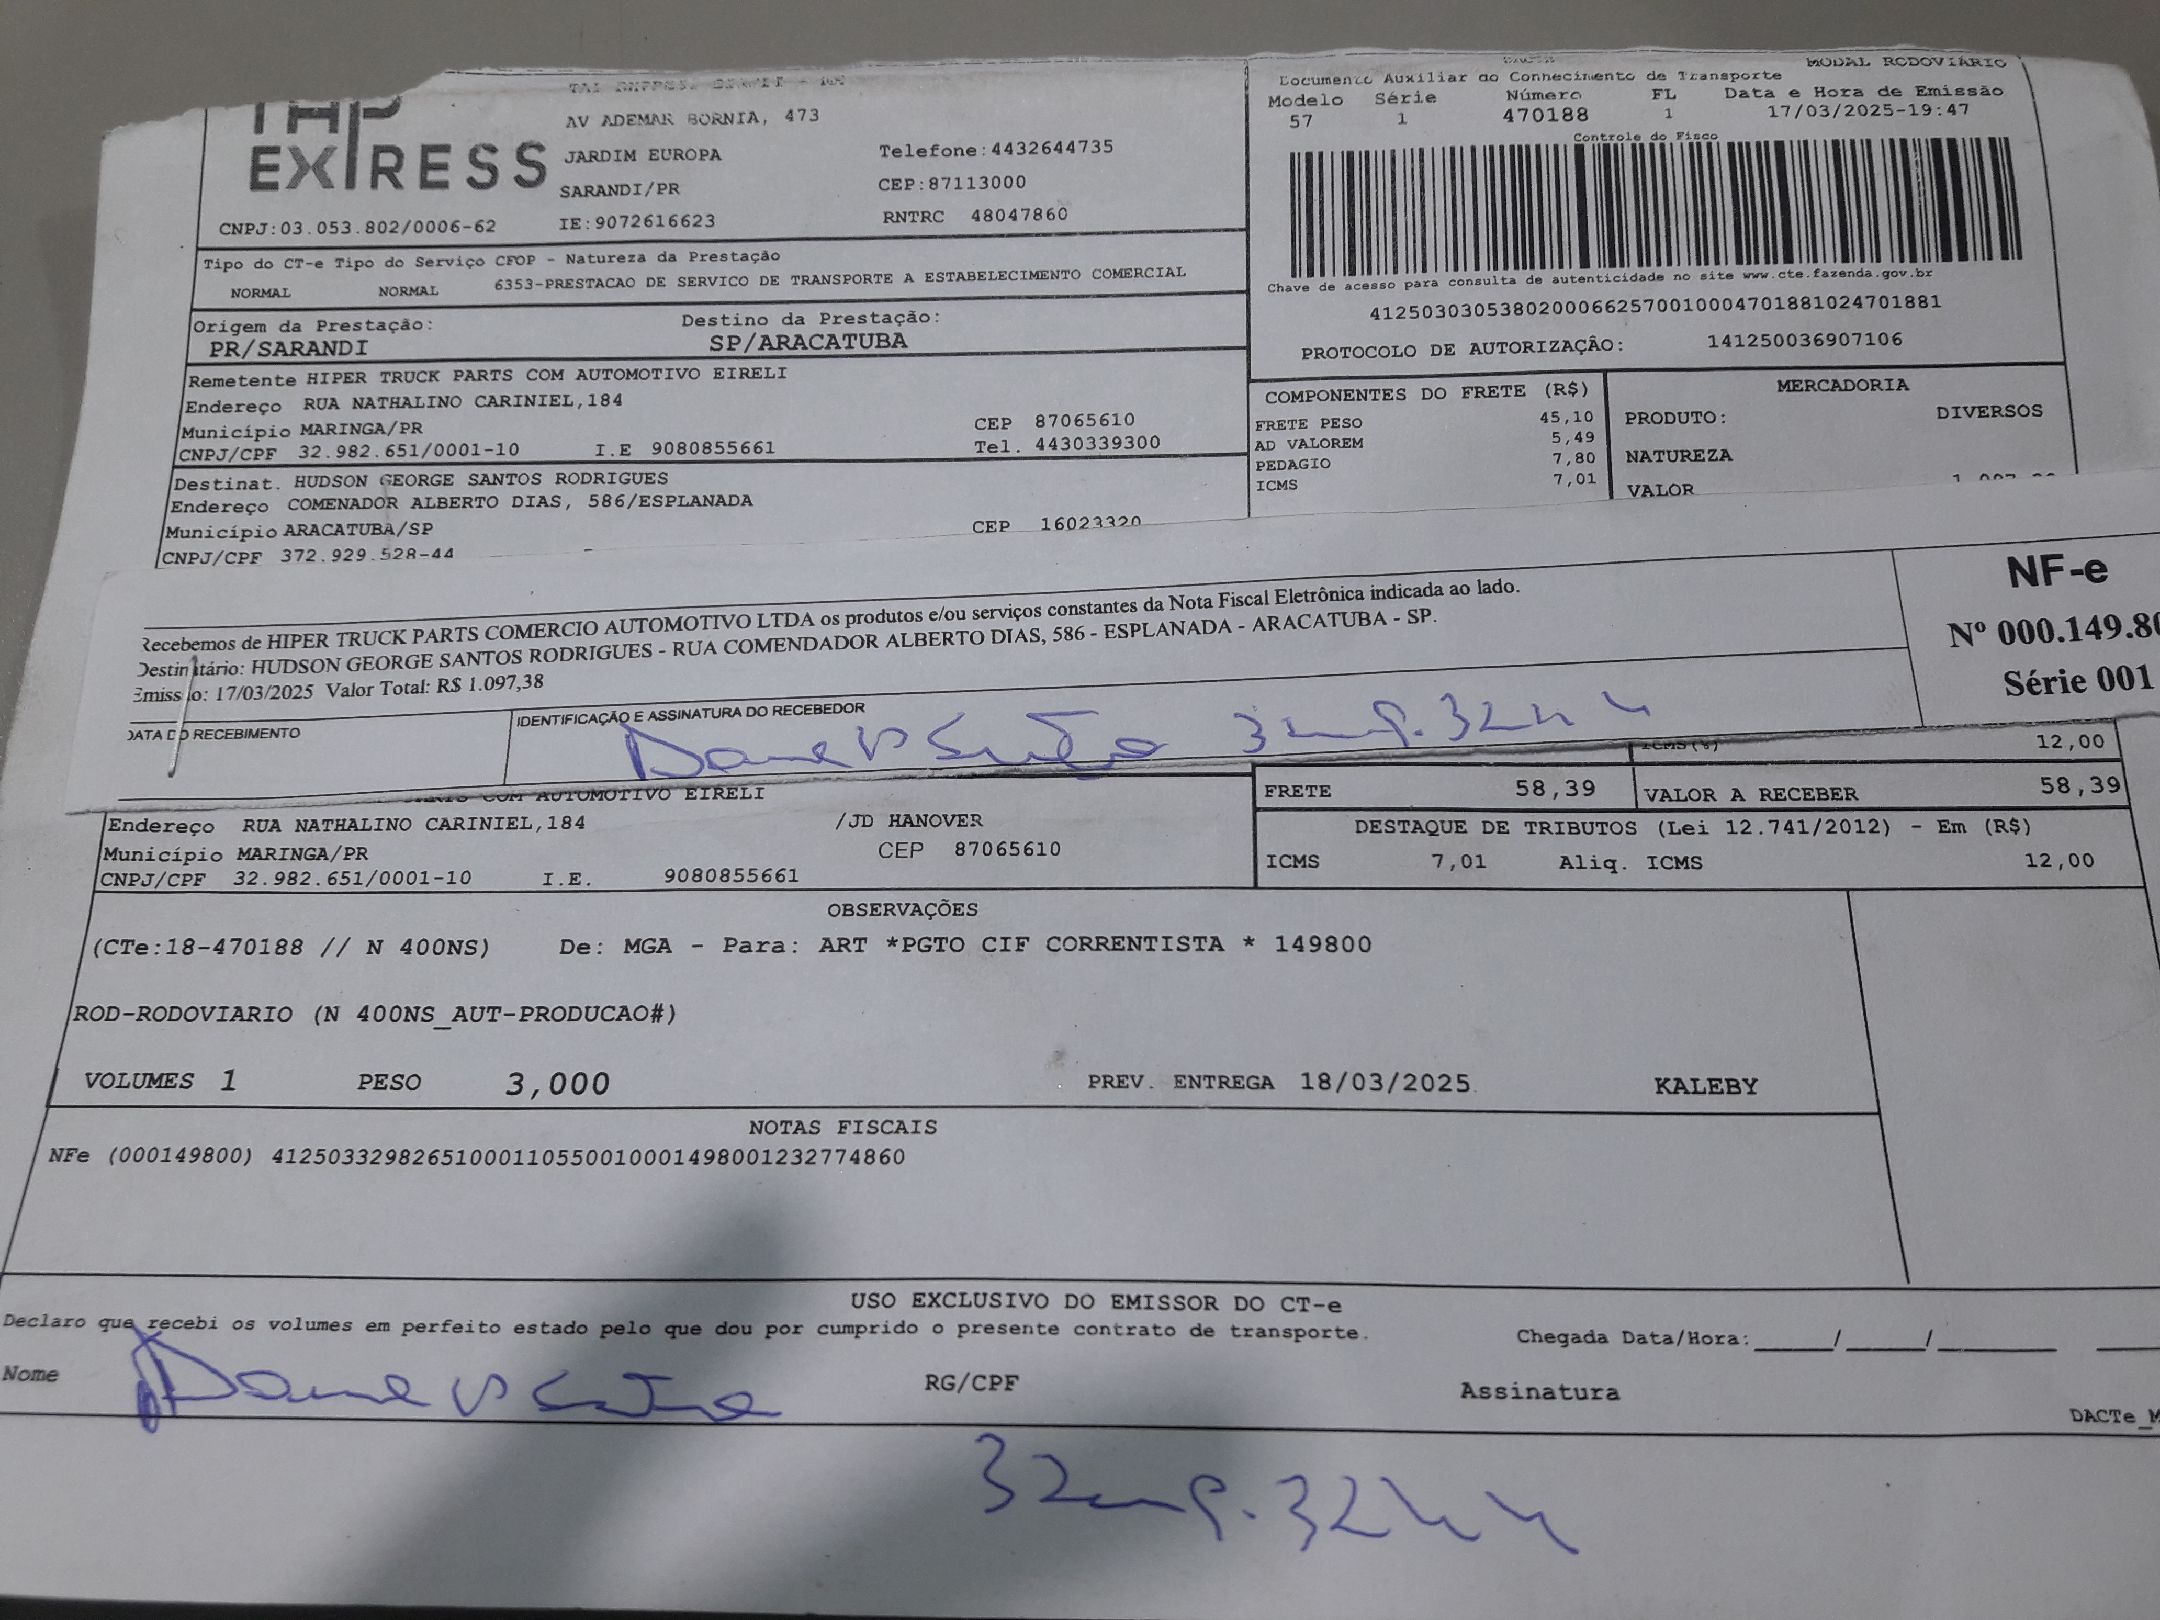 EXPRESS
AV ADEMAR BORNIA, 473
JARDIM EUROPA Telefone:4432644735
SARANDI/PR CEP:87113000
CNPJ:03.053.802/0006-62 IE:9072616623 RNTRC 48047860
Documento Auxiliar do Conhecimento de Transporte MODAL RODOVIÁRIO
Modelo Série Número FL Data e Hora de Emissão
57 1 470188 1 17/03/2025-19:47
Controle do Fisco
Chave de acesso para consulta de autenticidade no site www.cte.fazenda.gov.br
41250303053802000662570010004701881024701881
PROTOCOLO DE AUTORIZAÇÃO: 141250036907106
Tipo do CT-e Tipo do Serviço CFOP - Natureza da Prestação
NORMAL NORMAL 6353-PRESTACAO DE SERVICO DE TRANSPORTE A ESTABELECIMENTO COMERCIAL
Origem da Prestação: Destino da Prestação:
PR/SARANDI SP/ARACATUBA
Remetente HIPER TRUCK PARTS COM AUTOMOTIVO EIRELI
Endereço RUA NATHALINO CARINIEL,184
Município MARINGA/PR CEP 87065610
CNPJ/CPF 32.982.651/0001-10 I.E 9080855661 Tel. 4430339300
Destinat. HUDSON GEORGE SANTOS RODRIGUES
Endereço COMENADOR ALBERTO DIAS, 586/ESPLANADA
Município ARACATUBA/SP CEP 16023320
CNPJ/CPF 372.929.528-44
COMPONENTES DO FRETE (R$)
FRETE PESO 45,10
AD VALOREM 5,49
PEDAGIO 7,80
ICMS 7,01
MERCADORIA
PRODUTO: DIVERSOS
NATUREZA
VALOR
Recebemos de HIPER TRUCK PARTS COMERCIO AUTOMOTIVO LTDA os produtos e/ou serviços constantes da Nota Fiscal Eletrônica indicada ao lado.
Destinatário: HUDSON GEORGE SANTOS RODRIGUES - RUA COMENDADOR ALBERTO DIAS, 586 - ESPLANADA - ARACATUBA - SP.
Emissão: 17/03/2025 Valor Total: R$ 1.097,38
DATA DO RECEBIMENTO IDENTIFICAÇÃO E ASSINATURA DO RECEBEDOR
NF-e
Nº 000.149.80
Série 001
ICMS(%) 12,00
COM AUTOMOTIVO EIRELI
Endereço RUA NATHALINO CARINIEL,184 /JD HANOVER
Município MARINGA/PR CEP 87065610
CNPJ/CPF 32.982.651/0001-10 I.E. 9080855661
FRETE 58,39 VALOR A RECEBER 58,39
DESTAQUE DE TRIBUTOS (Lei 12.741/2012) - Em (R$)
ICMS 7,01 Aliq. ICMS 12,00
OBSERVAÇÕES
(CTe:18-470188 // N 400NS) De: MGA - Para: ART *PGTO CIF CORRENTISTA * 149800
ROD-RODOVIARIO (N 400NS_AUT-PRODUCAO#)
VOLUMES 1 PESO 3,000 PREV. ENTREGA 18/03/2025 KALEBY
NOTAS FISCAIS
NFe (000149800) 41250332982651000110550010001498001232774860
USO EXCLUSIVO DO EMISSOR DO CT-e
Declaro que recebi os volumes em perfeito estado pelo que dou por cumprido o presente contrato de transporte. Chegada Data/Hora:_____/_____/_____
Nome RG/CPF Assinatura
DACTe_M